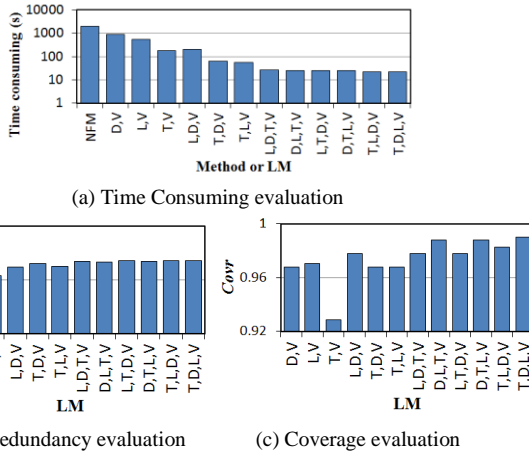 10000
1000
100
10
1
Time consuming (s)
NFM
D,V
L,V
T,V
L,D,V
T,D,V
T,L,V
L,D,T,V
D,L,T,V
L,T,D,V
D,T,L,V
T,L,D,V
T,D,L,V
Method or LM
(a) Time Consuming evaluation
L,D,V
T,D,V
T,L,V
L,D,T,V
D,L,T,V
L,T,D,V
D,T,L,V
T,L,D,V
T,D,L,V
LM
edundancy evaluation
1
0.96
0.92
Covr
D,V
L,V
T,V
L,D,V
T,D,V
T,L,V
L,D,T,V
D,L,T,V
L,T,D,V
D,T,L,V
T,L,D,V
T,D,L,V
LM
(c) Coverage evaluation